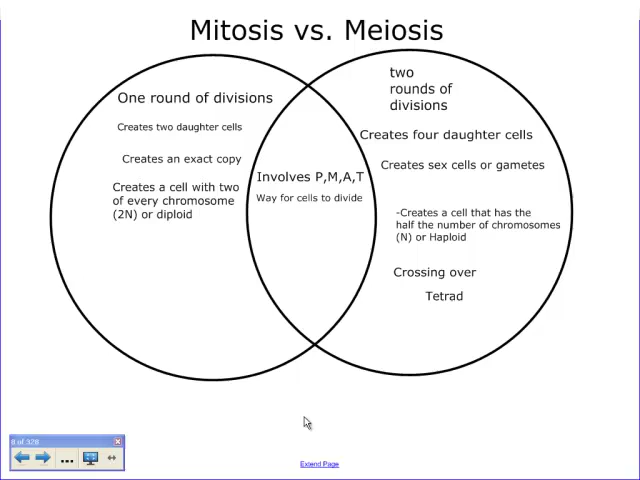 Mitosis vs. Meiosis
One round of divisions
Creates two daughter cells
Creates an exact copy
Creates a cell with two
of every chromosome
(2N) or diploid
Involves P,M,A,T
Way for cells to divide
two
rounds of
divisions
Creates four daughter cells
Creates sex cells or gametes
-Creates a cell that has the
half the number of chromosomes
(N) or Haploid
Crossing over
Tetrad
8 of 328
...
Extend Page